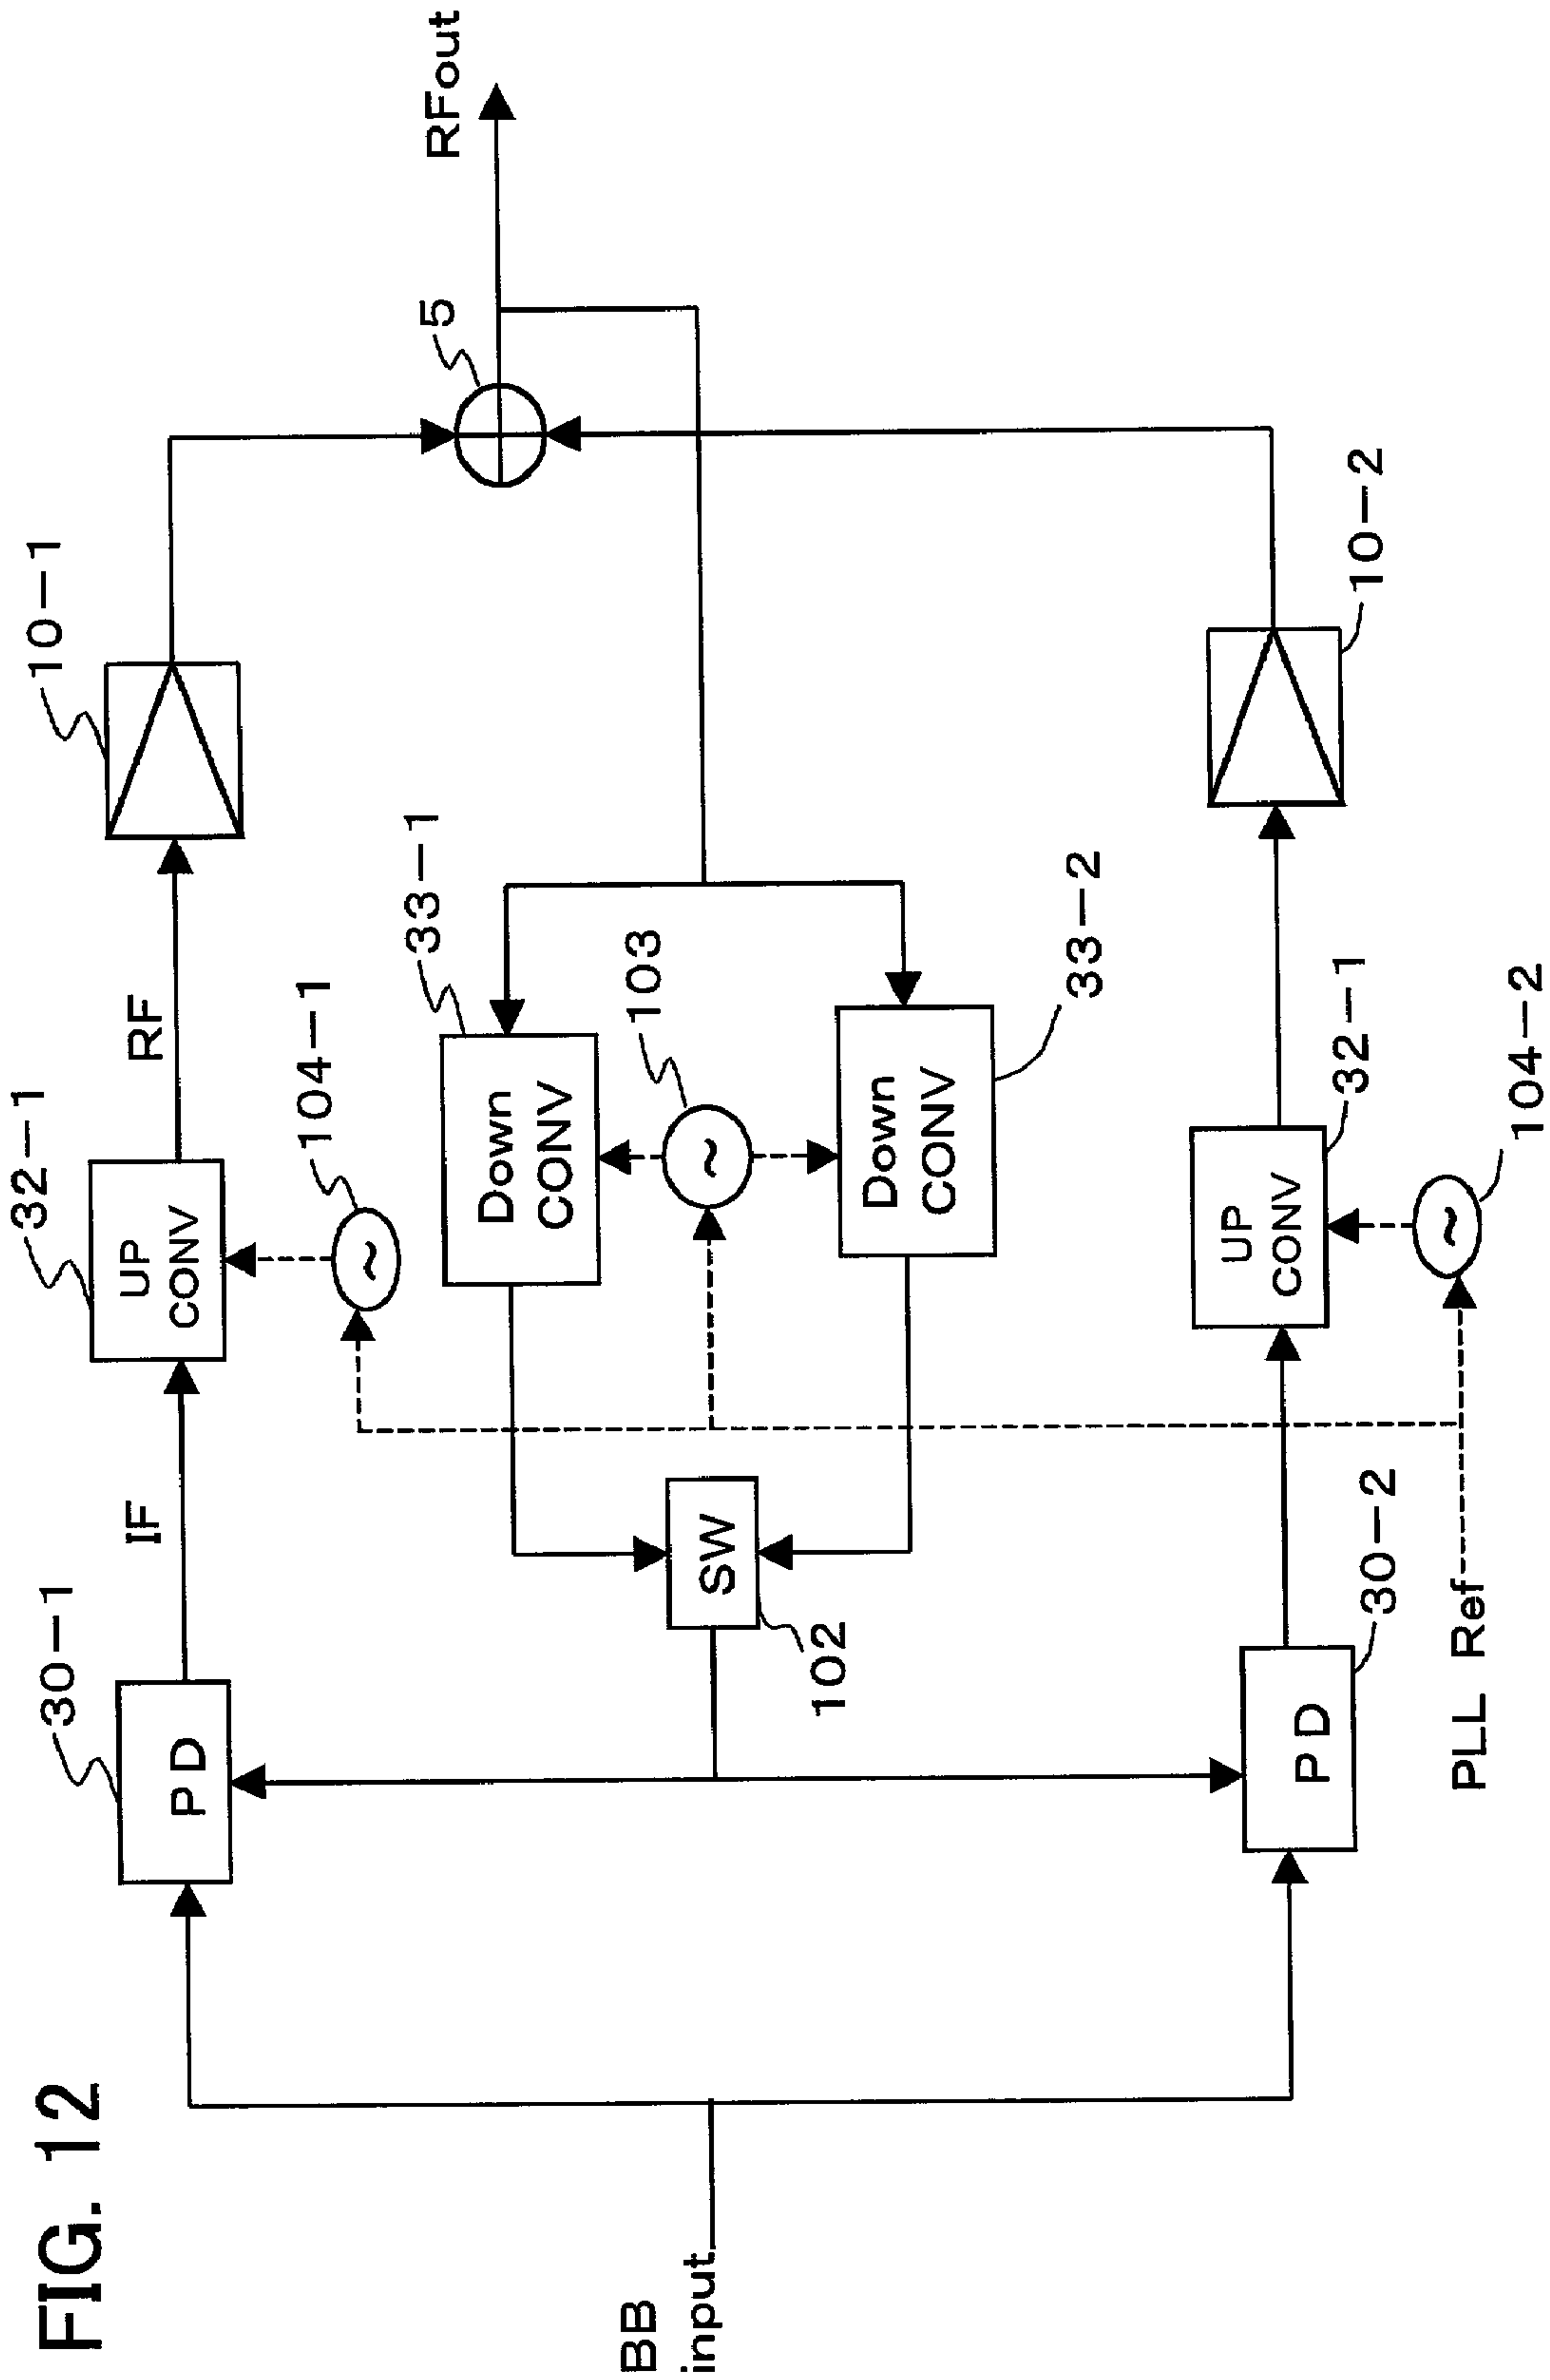 FIG. 12
BB
input
30-1
PD
IF
32-1
UP
CONV
RF
10-1
104-1
33-1
Down
CONV
5
RFout
103
SW
102
Down
CONV
33-2
PD
30-2
UP
CONV
32-1
10-2
104-2
PLL Ref
~
~
~